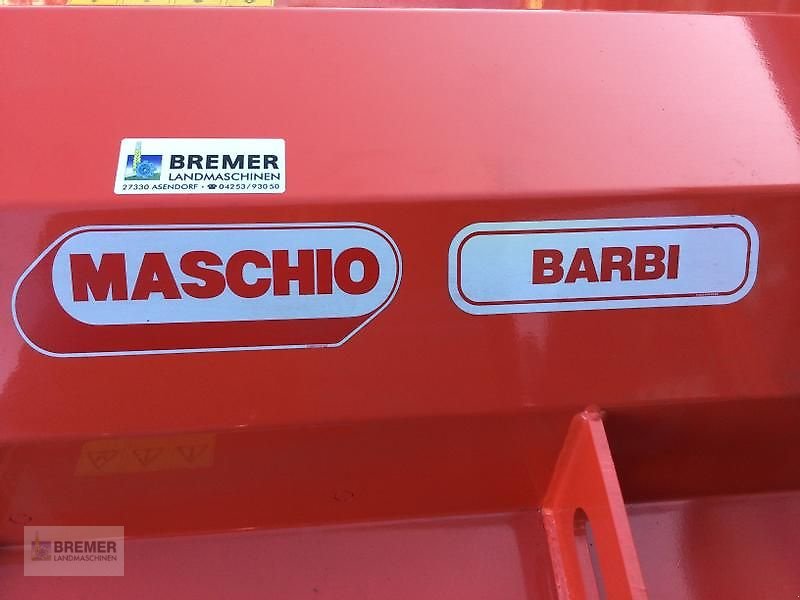 BREMER
LANDMASCHINEN
27330 ASENDORF · ☎ 04253/93050
MASCHIO
BARBI
BREMER
LANDMASCHINEN